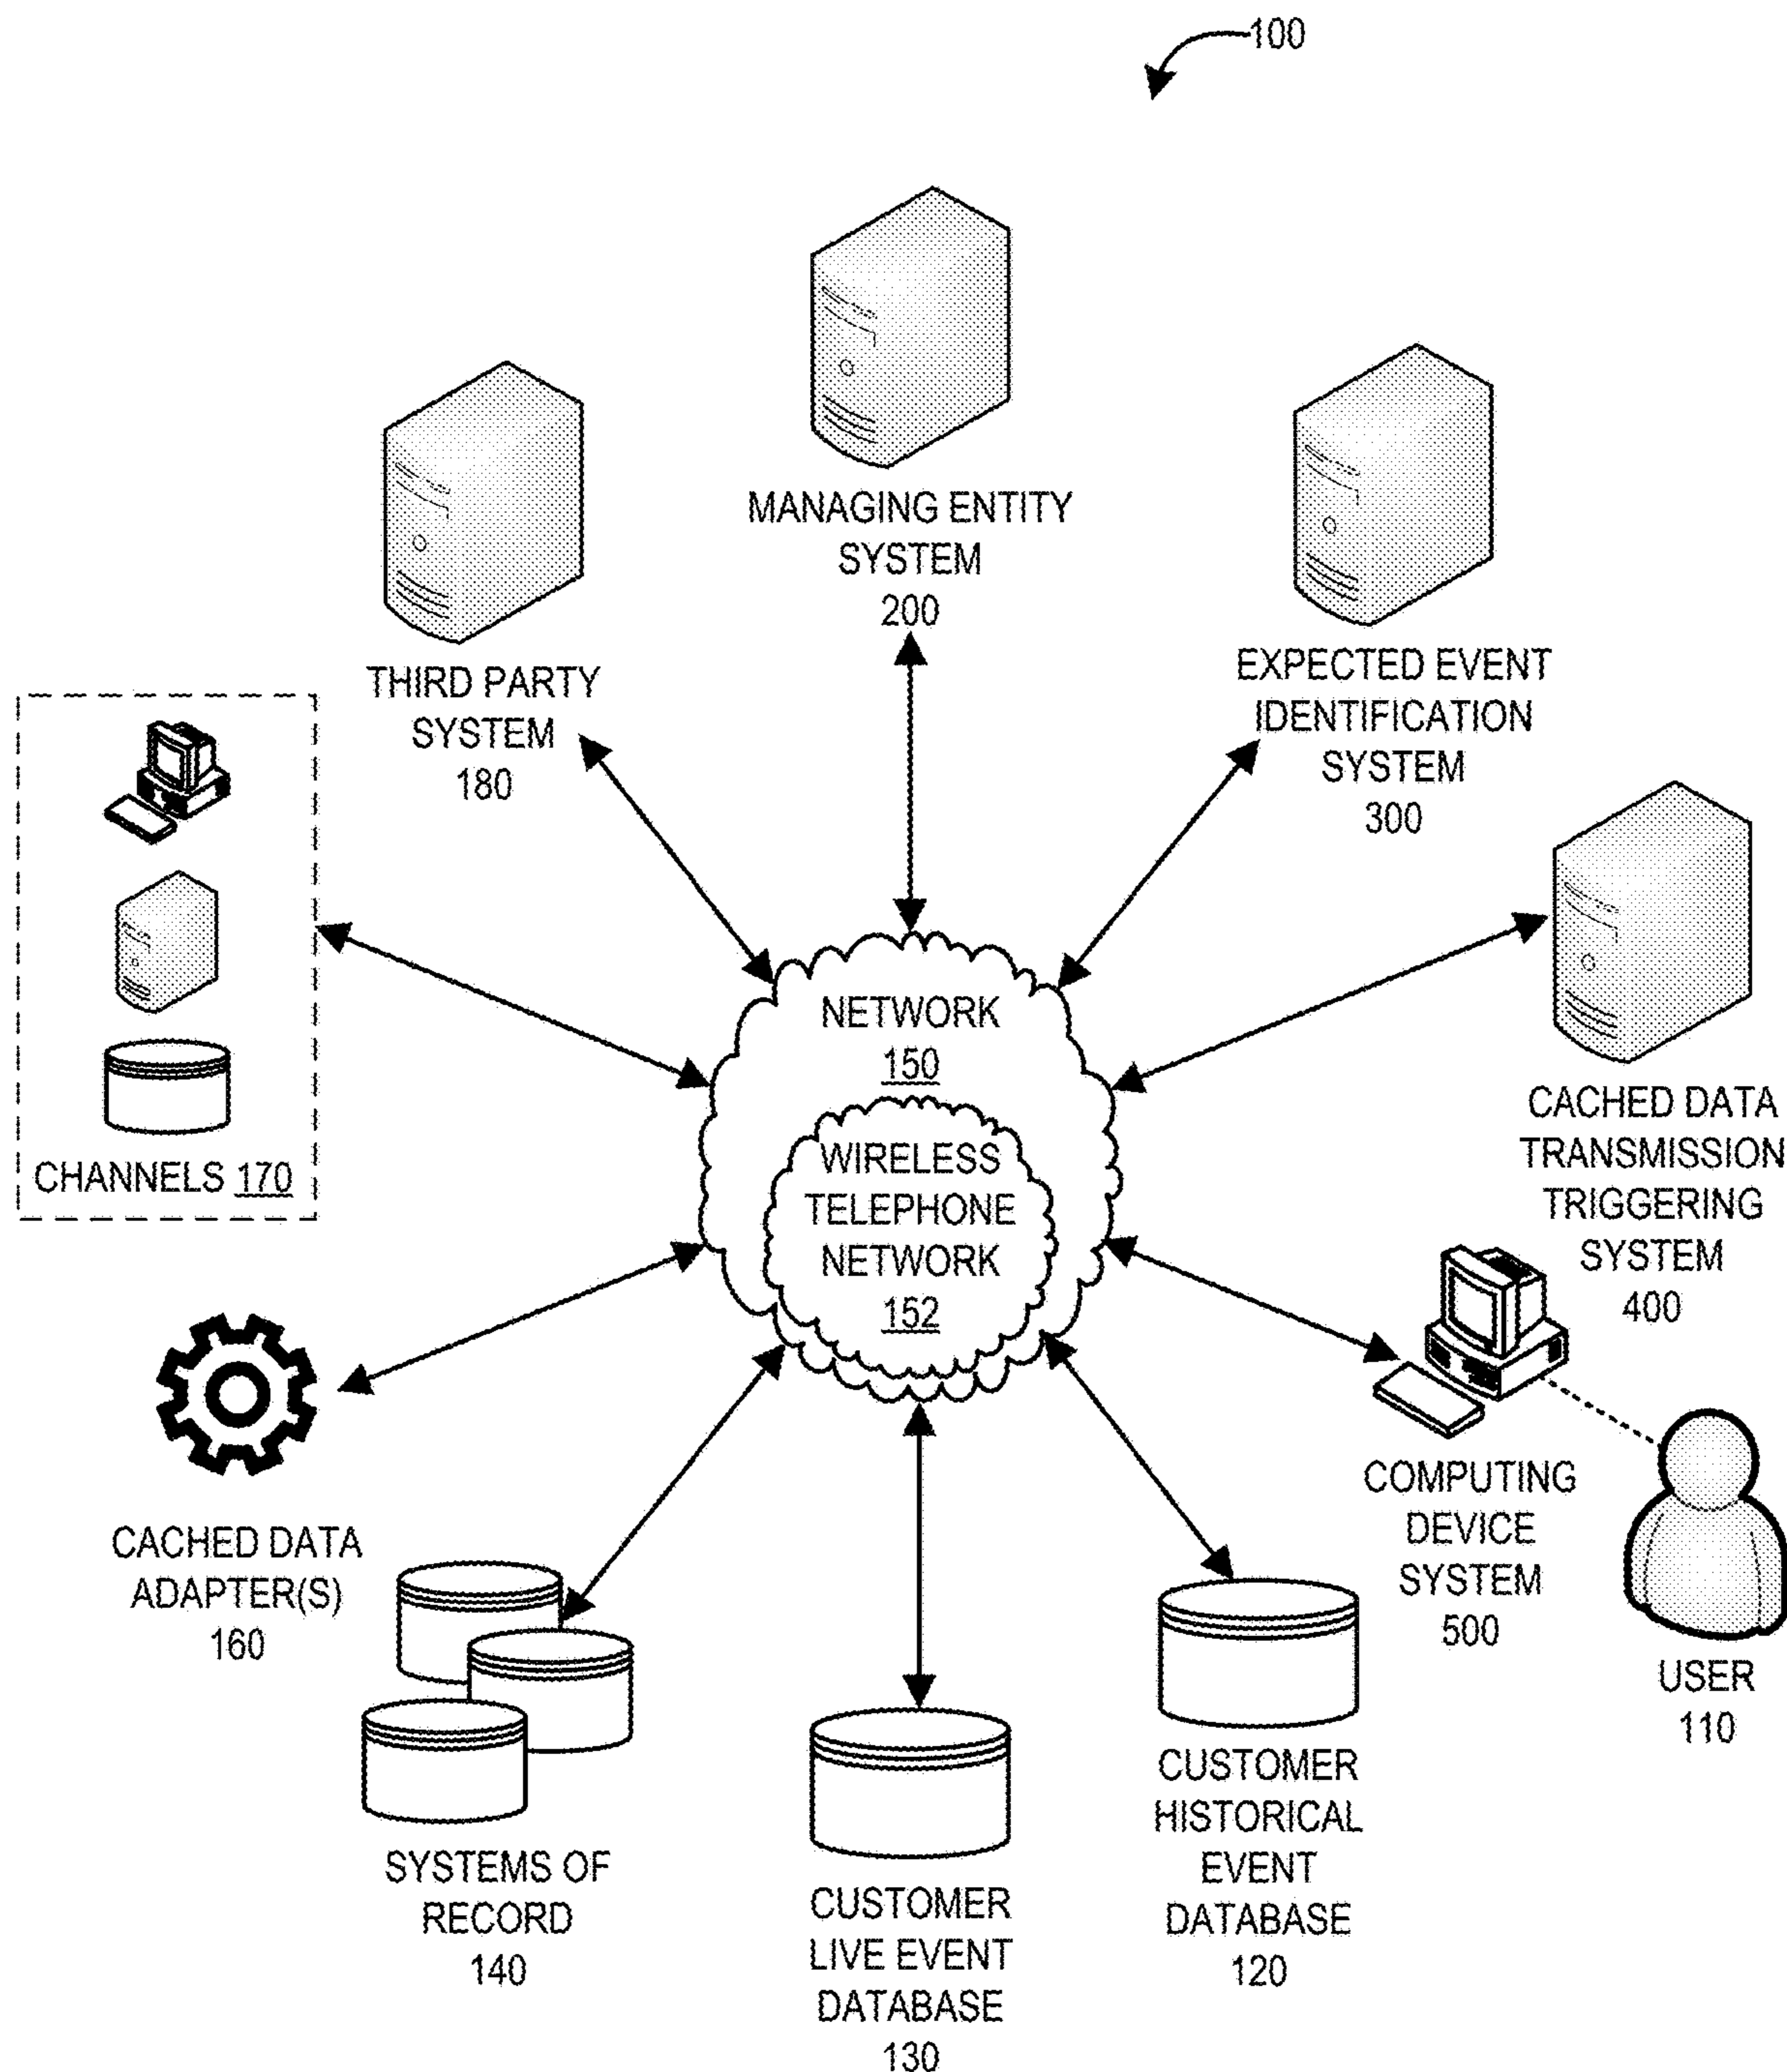 100
MANAGING ENTITY
SYSTEM
200
THIRD PARTY
SYSTEM
180
EXPECTED EVENT
IDENTIFICATION
SYSTEM
300
CHANNELS 170
NETWORK
150
WIRELESS
TELEPHONE
NETWORK
152
CACHED DATA
TRANSMISSION
TRIGGERING
SYSTEM
400
COMPUTING
DEVICE
SYSTEM
500
USER
110
CACHED DATA
ADAPTER(S)
160
SYSTEMS OF
RECORD
140
CUSTOMER
LIVE EVENT
DATABASE
130
CUSTOMER
HISTORICAL
EVENT
DATABASE
120